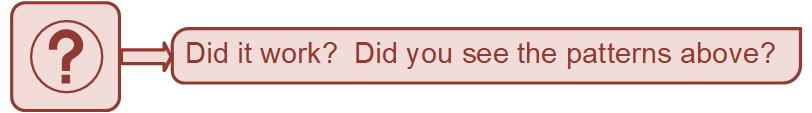 ?
Did it work?  Did you see the patterns above?